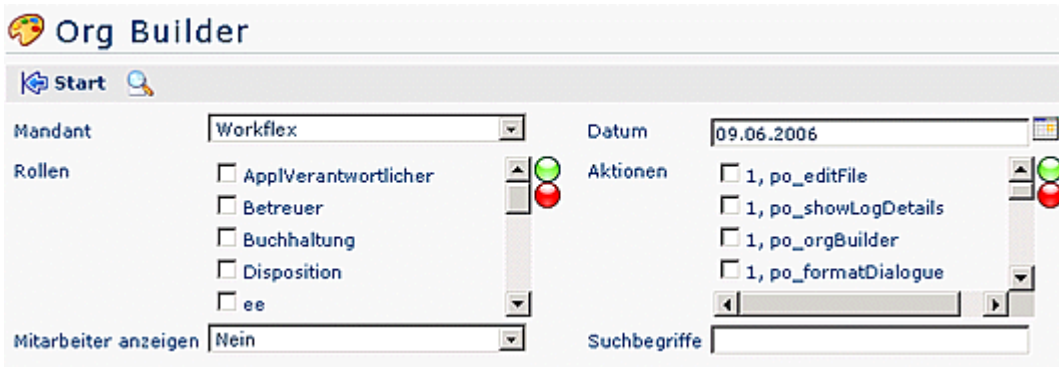 Org Builder
Start
Mandant Workflex Datum 09.06.2006
Rollen Aktionen
ApplVerantwortlicher 1, po_editFile
Betreuer 1, po_showLogDetails
Buchhaltung 1, po_orgBuilder
Disposition 1, po_formatDialogue
ee
Mitarbeiter anzeigen Nein Suchbegriffe